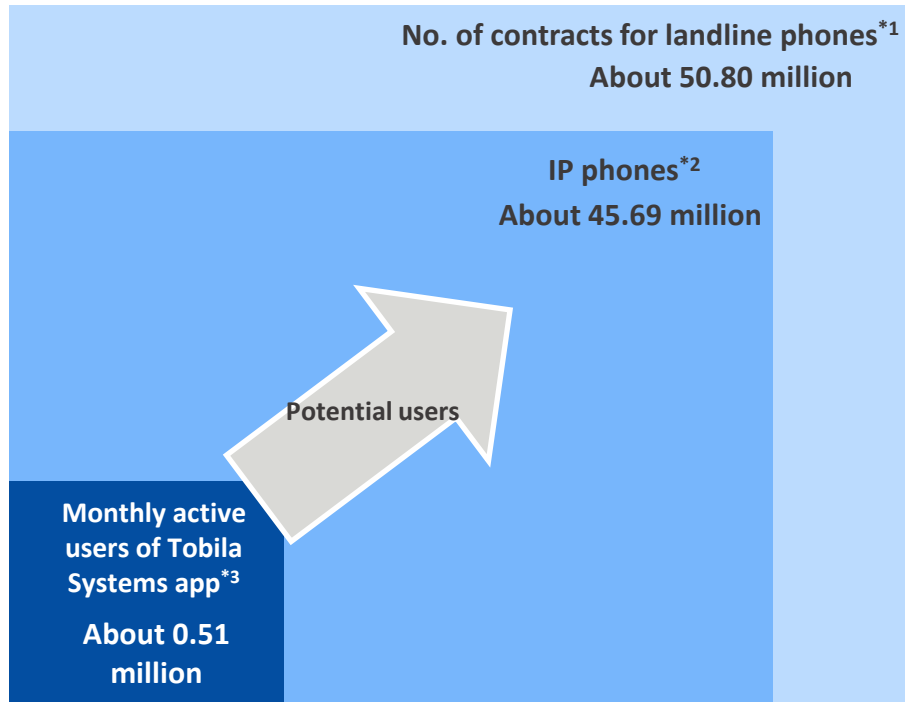 No. of contracts for landline phones*1
About 50.80 million
IP phones*2
About 45.69 million
Potential users
Monthly active
users of Tobila
Systems app*3
About 0.51
million